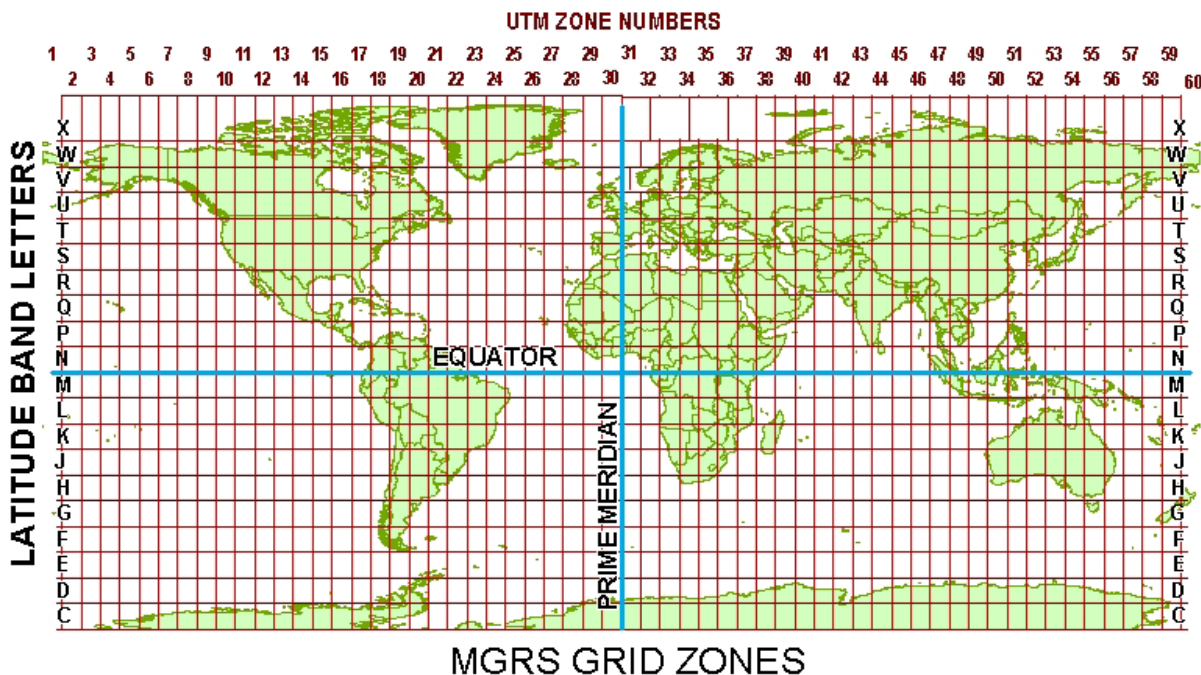 UTM ZONE NUMBERS
1 3 5 7 9 11 13 15 17 19 21 23 25 27 29 31 33 35 37 39 41 43 45 47 49 51 53 55 57 59
2 4 6 8 10 12 14 16 18 20 22 24 26 28 30 32 34 36 38 40 42 44 46 48 50 52 54 56 58 60
LATITUDE BAND LETTERS
X X
W W
V V
U U
T T
S S
R R
Q Q
P P
N EQUATOR N
M M
L L
K K
J J
H H
G G
F F
E E
D D
C C
PRIME MERIDIAN
MGRS GRID ZONES